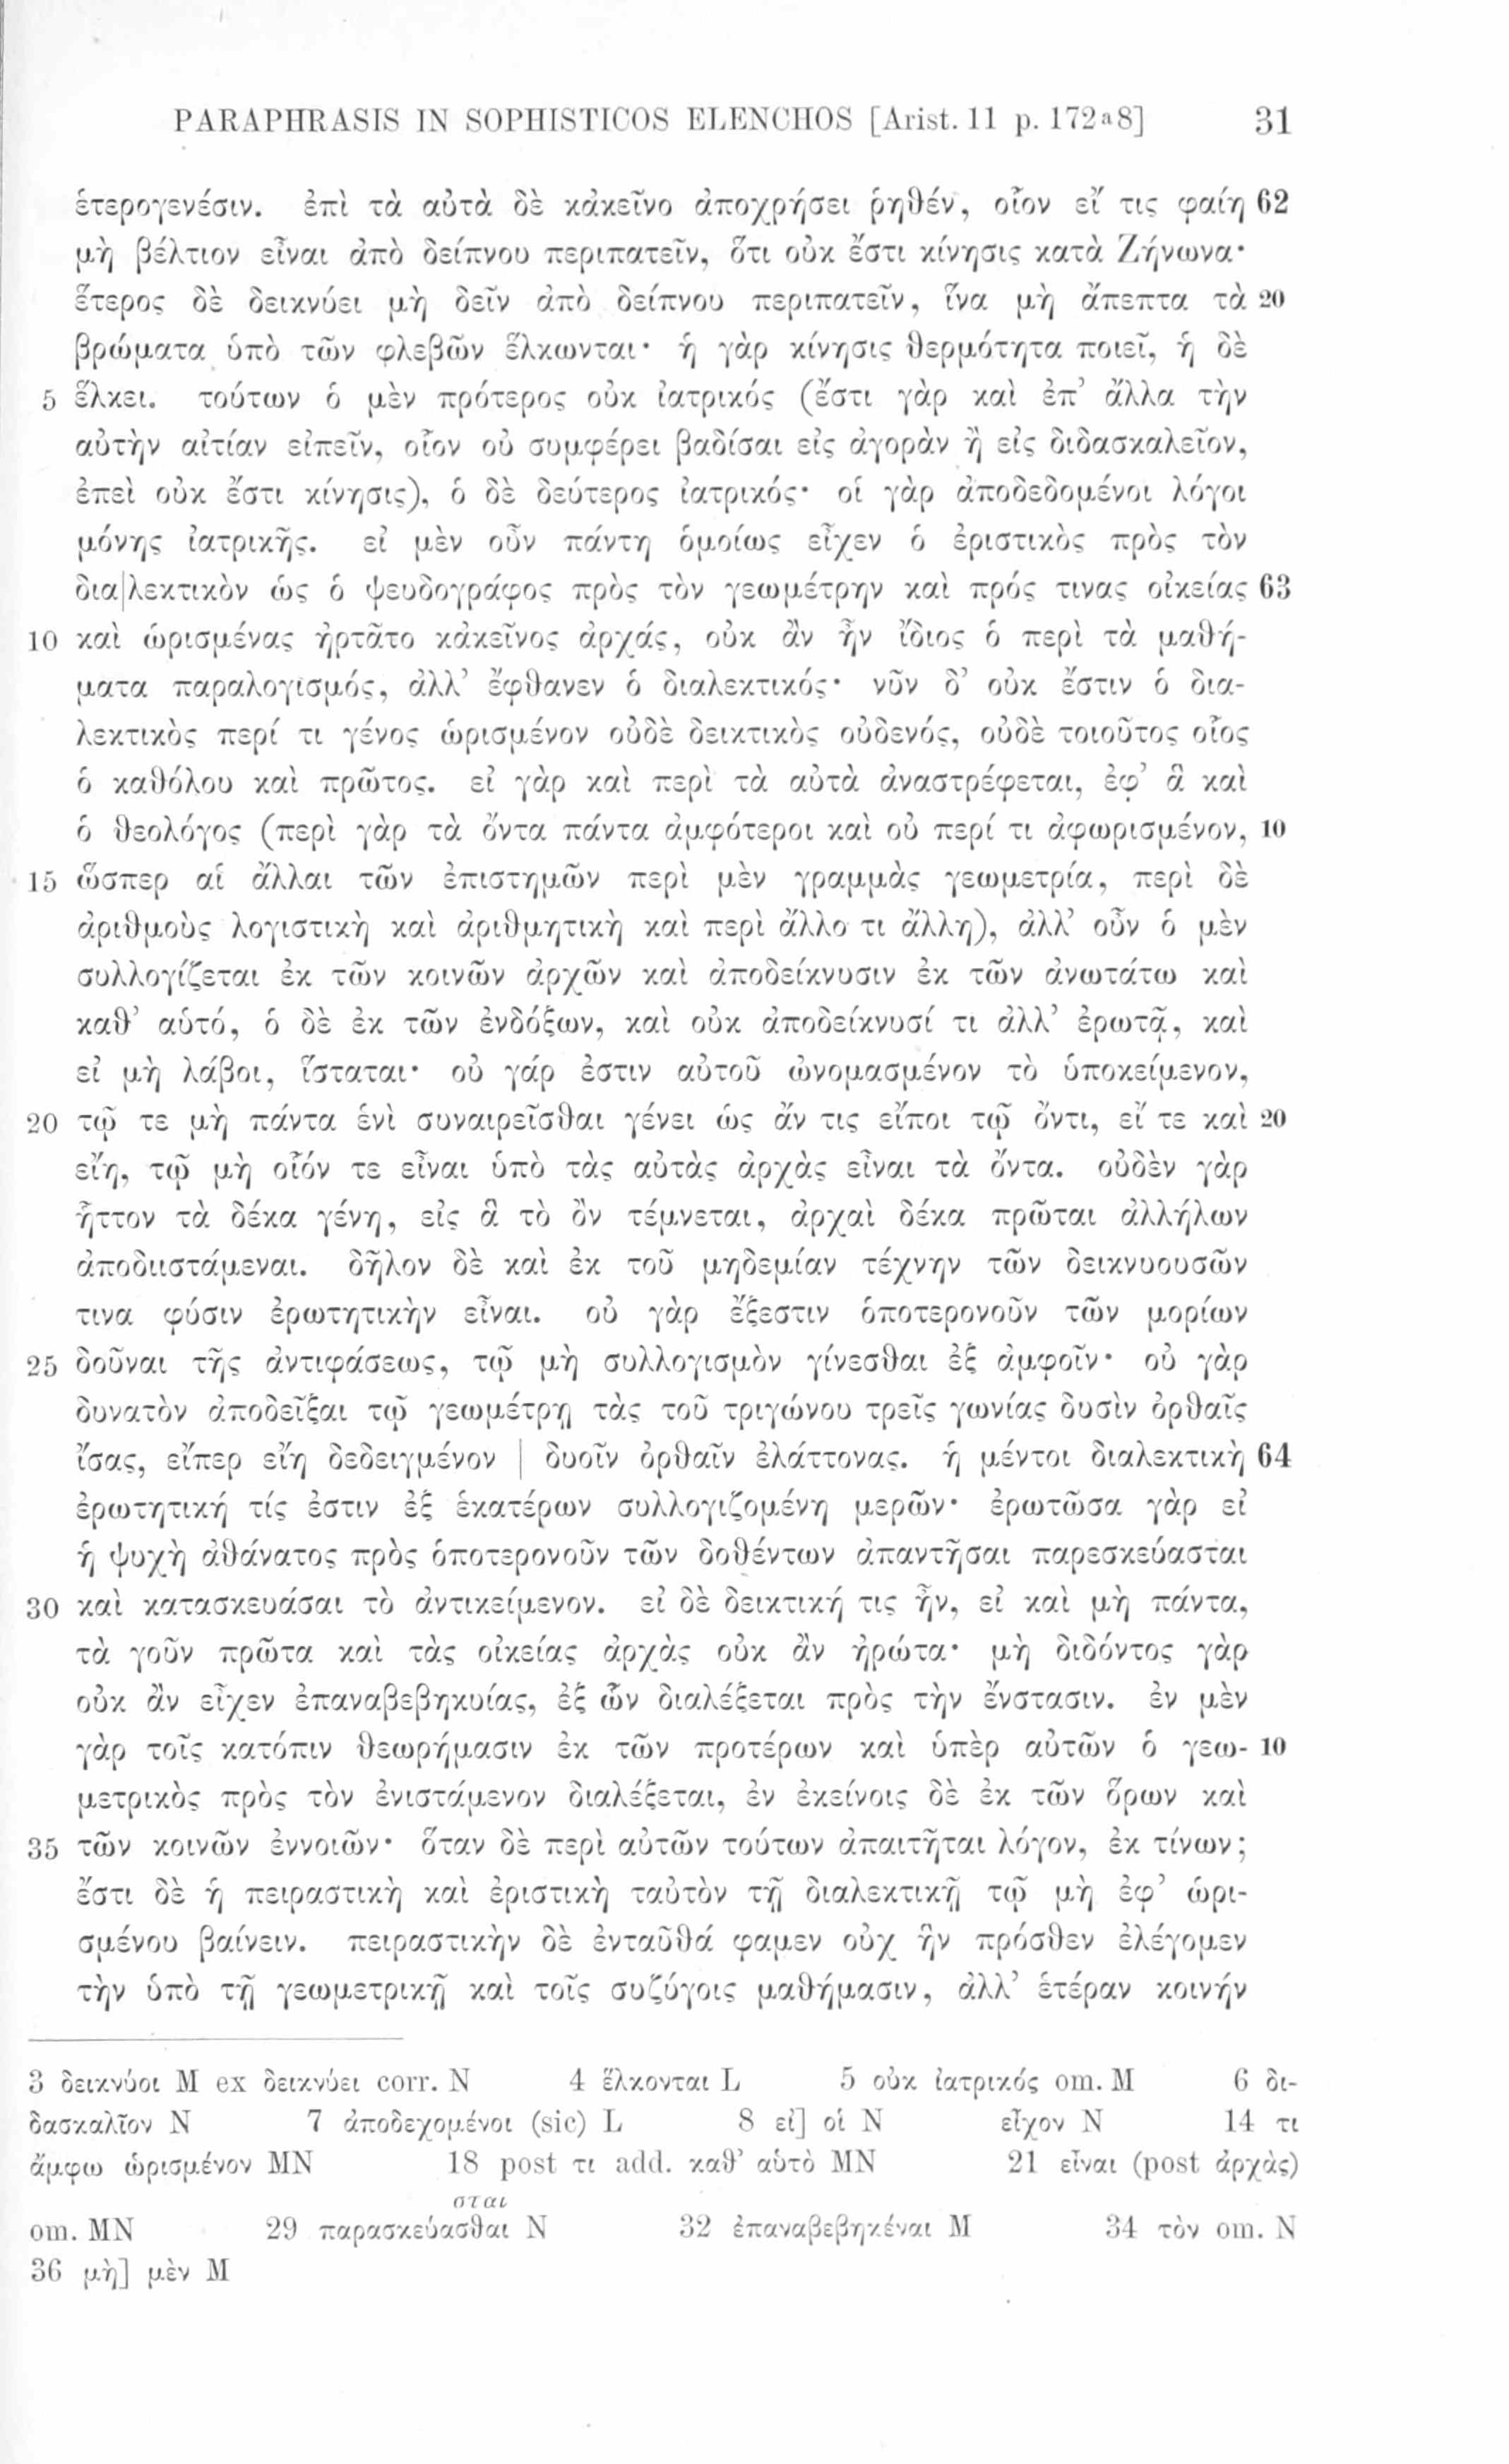 PARAPHRASIS IN SOPHISTICOS ELENCHOS [Arist. 11 p. 172ᵃ8] 31
ἑτερογενέσιν. ἐπὶ τὰ αὐτὰ δὲ κἀκεῖνο ἀποχρήσει ῥηθέν, οἷον εἴ τις φαίη 62
μὴ βέλτιον εἶναι ἀπὸ δείπνου περιπατεῖν, ὅτι οὐκ ἔστι κίνησις κατὰ Ζήνωνα·
ἕτερος δὲ δεικνύει μὴ δεῖν ἀπὸ δείπνου περιπατεῖν, ἵνα μὴ ἄπεπτα τὰ 20
βρώματα ὑπὸ τῶν φλεβῶν ἕλκωνται· ἡ γὰρ κίνησις θερμότητα ποιεῖ, ἡ δὲ
5 ἕλκει. τούτων ὁ μὲν πρότερος οὐκ ἰατρικός (ἔστι γὰρ καὶ ἐπ’ ἄλλα τὴν
αὐτὴν αἰτίαν εἰπεῖν, οἷον οὐ συμφέρει βαδίσαι εἰς ἀγορὰν ἢ εἰς διδασκαλεῖον,
ἐπεὶ οὐκ ἔστι κίνησις), ὁ δὲ δεύτερος ἰατρικός· οἱ γὰρ ἀποδεδομένοι λόγοι
μόνης ἰατρικῆς. εἰ μὲν οὖν πάντη ὁμοίως εἶχεν ὁ ἐριστικὸς πρὸς τὸν
δια|λεκτικὸν ὡς ὁ ψευδογράφος πρὸς τὸν γεωμέτρην καὶ πρός τινας οἰκείας 63
10 καὶ ὡρισμένας ἠρτᾶτο κἀκεῖνος ἀρχάς, οὐκ ἂν ἦν ἴδιος ὁ περὶ τὰ μαθή-
ματα παραλογισμός, ἀλλ’ ἔφθανεν ὁ διαλεκτικός· νῦν δ’ οὐκ ἔστιν ὁ δια-
λεκτικὸς περί τι γένος ὡρισμένον οὐδὲ δεικτικὸς οὐδενός, οὐδὲ τοιοῦτος οἷος
ὁ καθόλου καὶ πρῶτος. εἰ γὰρ καὶ περὶ τὰ αὐτὰ ἀναστρέφεται, ἐφ’ ἃ καὶ
ὁ θεολόγος (περὶ γὰρ τὰ ὄντα πάντα ἀμφότεροι καὶ οὐ περί τι ἀφωρισμένον, 10
15 ὥσπερ αἱ ἄλλαι τῶν ἐπιστημῶν περὶ μὲν γραμμὰς γεωμετρία, περὶ δὲ
ἀριθμοὺς λογιστικὴ καὶ ἀριθμητικὴ καὶ περὶ ἄλλο τι ἄλλη), ἀλλ’ οὖν ὁ μὲν
συλλογίζεται ἐκ τῶν κοινῶν ἀρχῶν καὶ ἀποδείκνυσιν ἐκ τῶν ἀνωτάτω καὶ
καθ’ αὑτό, ὁ δὲ ἐκ τῶν ἐνδόξων, καὶ οὐκ ἀποδείκνυσί τι ἀλλ’ ἐρωτᾷ, καὶ
εἰ μὴ λάβοι, ἵσταται· οὐ γάρ ἐστιν αὐτοῦ ὠνομασμένον τὸ ὑποκείμενον,
20 τῷ τε μὴ πάντα ἑνὶ συναιρεῖσθαι γένει ὡς ἄν τις εἴποι τῷ ὄντι, εἴ τε καὶ 20
εἴη, τῷ μὴ οἷόν τε εἶναι ὑπὸ τὰς αὐτὰς ἀρχὰς εἶναι τὰ ὄντα. οὐδὲν γὰρ
ἧττον τὰ δέκα γένη, εἰς ἃ τὸ ὂν τέμνεται, ἀρχαὶ δέκα πρῶται ἀλλήλων
ἀποδιιστάμεναι. δῆλον δὲ καὶ ἐκ τοῦ μηδεμίαν τέχνην τῶν δεικνυουσῶν
τινα φύσιν ἐρωτητικὴν εἶναι. οὐ γὰρ ἔξεστιν ὁποτερονοῦν τῶν μορίων
25 δοῦναι τῆς ἀντιφάσεως, τῷ μὴ συλλογισμὸν γίνεσθαι ἐξ ἀμφοῖν· οὐ γὰρ
δυνατὸν ἀποδεῖξαι τῷ γεωμέτρῃ τὰς τοῦ τριγώνου τρεῖς γωνίας δυσὶν ὀρθαῖς
ἴσας, εἴπερ εἴη δεδειγμένον | δυοῖν ὀρθαῖν ἐλάττονας. ἡ μέντοι διαλεκτικὴ 64
ἐρωτητική τίς ἐστιν ἐξ ἑκατέρων συλλογιζομένη μερῶν· ἐρωτῶσα γὰρ εἰ
ἡ ψυχὴ ἀθάνατος πρὸς ὁποτερονοῦν τῶν δοθέντων ἀπαντῆσαι παρεσκεύασται
30 καὶ κατασκευάσαι τὸ ἀντικείμενον. εἰ δὲ δεικτική τις ἦν, εἰ καὶ μὴ πάντα,
τὰ γοῦν πρῶτα καὶ τὰς οἰκείας ἀρχὰς οὐκ ἂν ἠρώτα· μὴ διδόντος γὰρ
οὐκ ἂν εἶχεν ἐπαναβεβηκυίας, ἐξ ὧν διαλέξεται πρὸς τὴν ἔνστασιν. ἐν μὲν
γὰρ τοῖς κατόπιν θεωρήμασιν ἐκ τῶν προτέρων καὶ ὑπὲρ αὐτῶν ὁ γεω- 10
μετρικὸς πρὸς τὸν ἐνιστάμενον διαλέξεται, ἐν ἐκείνοις δὲ ἐκ τῶν ὅρων καὶ
35 τῶν κοινῶν ἐννοιῶν· ὅταν δὲ περὶ αὐτῶν τούτων ἀπαιτῆται λόγον, ἐκ τίνων;
ἔστι δὲ ἡ πειραστικὴ καὶ ἐριστικὴ ταὐτὸν τῇ διαλεκτικῇ τῷ μὴ ἐφ’ ὡρι-
σμένου βαίνειν. πειραστικὴν δὲ ἐνταῦθά φαμεν οὐχ ἣν πρόσθεν ἐλέγομεν
τὴν ὑπὸ τῇ γεωμετρικῇ καὶ τοῖς συζύγοις μαθήμασιν, ἀλλ’ ἑτέραν κοινήν
3 δεικνύοι M ex δεικνύει corr. N 4 ἕλκονται L 5 οὐκ ἰατρικός om. M 6 δι-
δασκαλῖον N 7 ἀποδεχομένοι (sic) L 8 εἰ] οἱ N εἶχον N 14 τι
ἄμφω ὡρισμένον MN 18 post τι add. καθ’ αὑτὸ MN 21 εἶναι (post ἀρχὰς)
σται
om. MN 29 παρασκεύασθαι N 32 ἐπαναβεβηκέναι M 34 τὸν om. N
36 μὴ] μὲν M